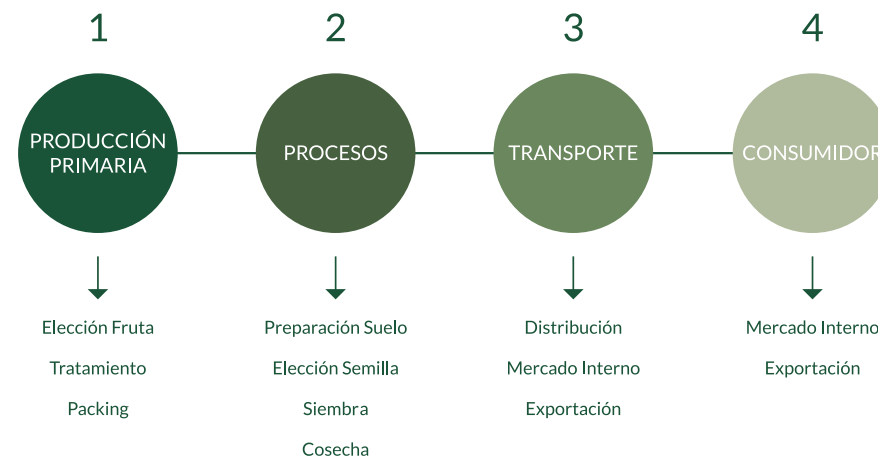 1
PRODUCCIÓN
PRIMARIA
Elección Fruta
Tratamiento
Packing
2
PROCESOS
Preparación Suelo
Elección Semilla
Siembra
Cosecha
3
TRANSPORTE
Distribución
Mercado Interno
Exportación
4
CONSUMIDOR
Mercado Interno
Exportación